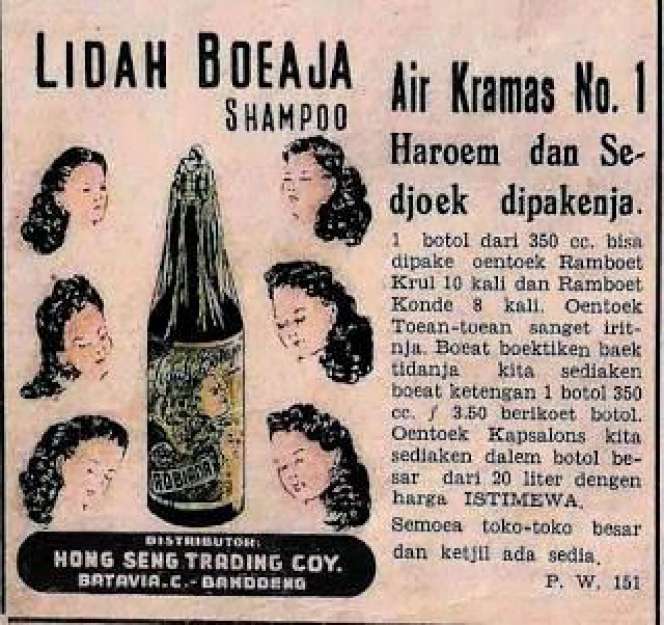 LIDAH BOEAJA
SHAMPOO
Air Kramas No. 1
Haroem dan Se-
djoek dipakenja.
1 botol dari 350 cc. bisa
dipake oentoek Ramboet
Krul 10 kali dan Ramboet
Konde 8 kali. Oentoek
Toean-toean sanget irit-
nja. Boeat boektiken baek
tidanja kita sediaken
boeat ketengan 1 botol 350
cc. f 3.50 berikoet botol.
Oentoek Kapsalons kita
sediaken dalem botol be-
sar dari 20 liter dengen
harga ISTIMEWA.
Semoea toko-toko besar
dan ketjil ada sedia.
P. W. 151
ROBINDA
DISTRIBUTOR:
HONG SENG TRADING COY.
BATAVIA.C.-BANDOENG